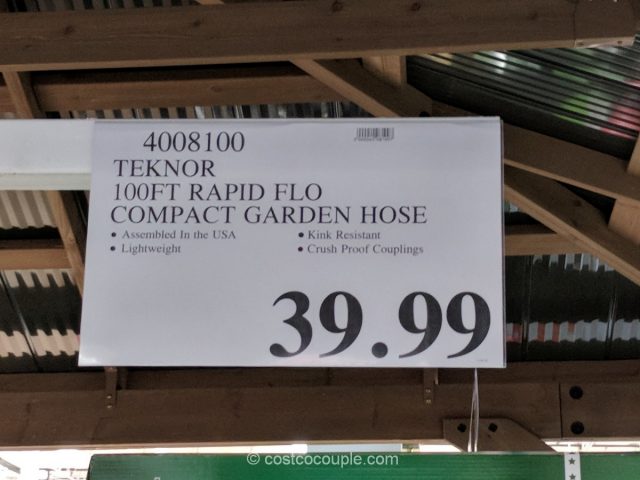 4008100
TEKNOR
100FT RAPID FLO
COMPACT GARDEN HOSE
• Assembled In the USA
• Kink Resistant
• Lightweight
• Crush Proof Couplings
39.99
© costcocouple.com